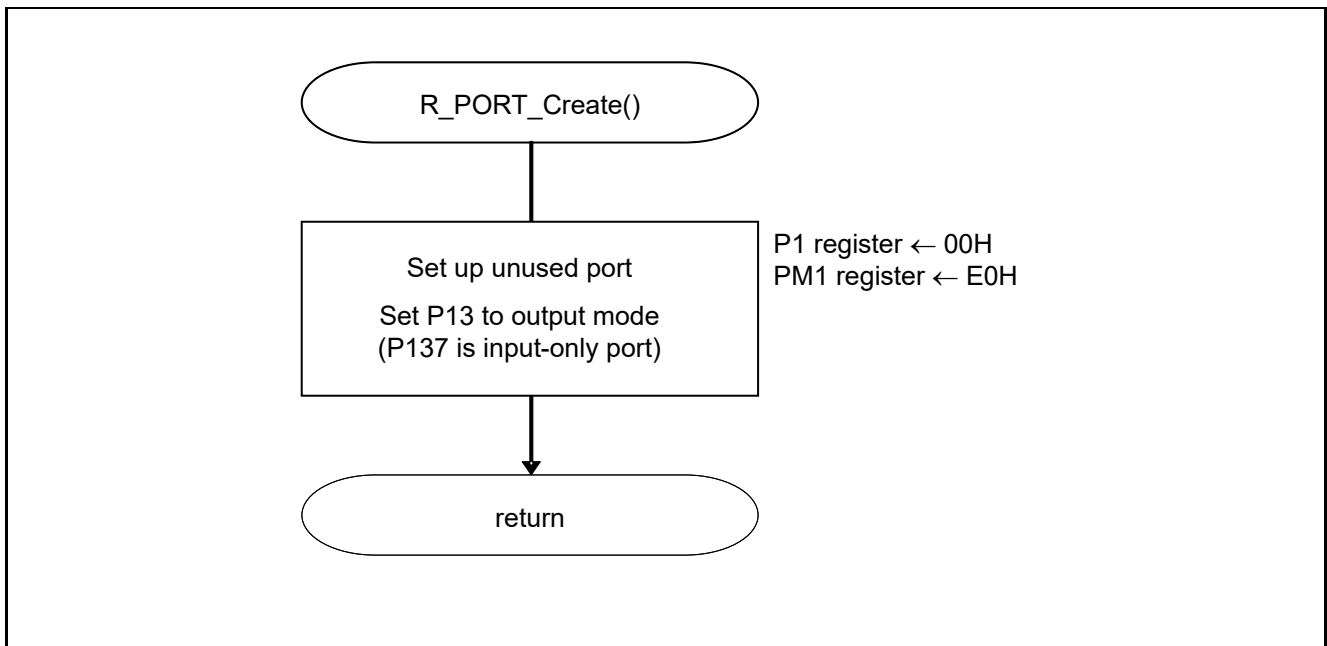 R_PORT_Create()
Set up unused port
Set P13 to output mode
(P137 is input-only port)
P1 register ← 00H
PM1 register ← E0H
return